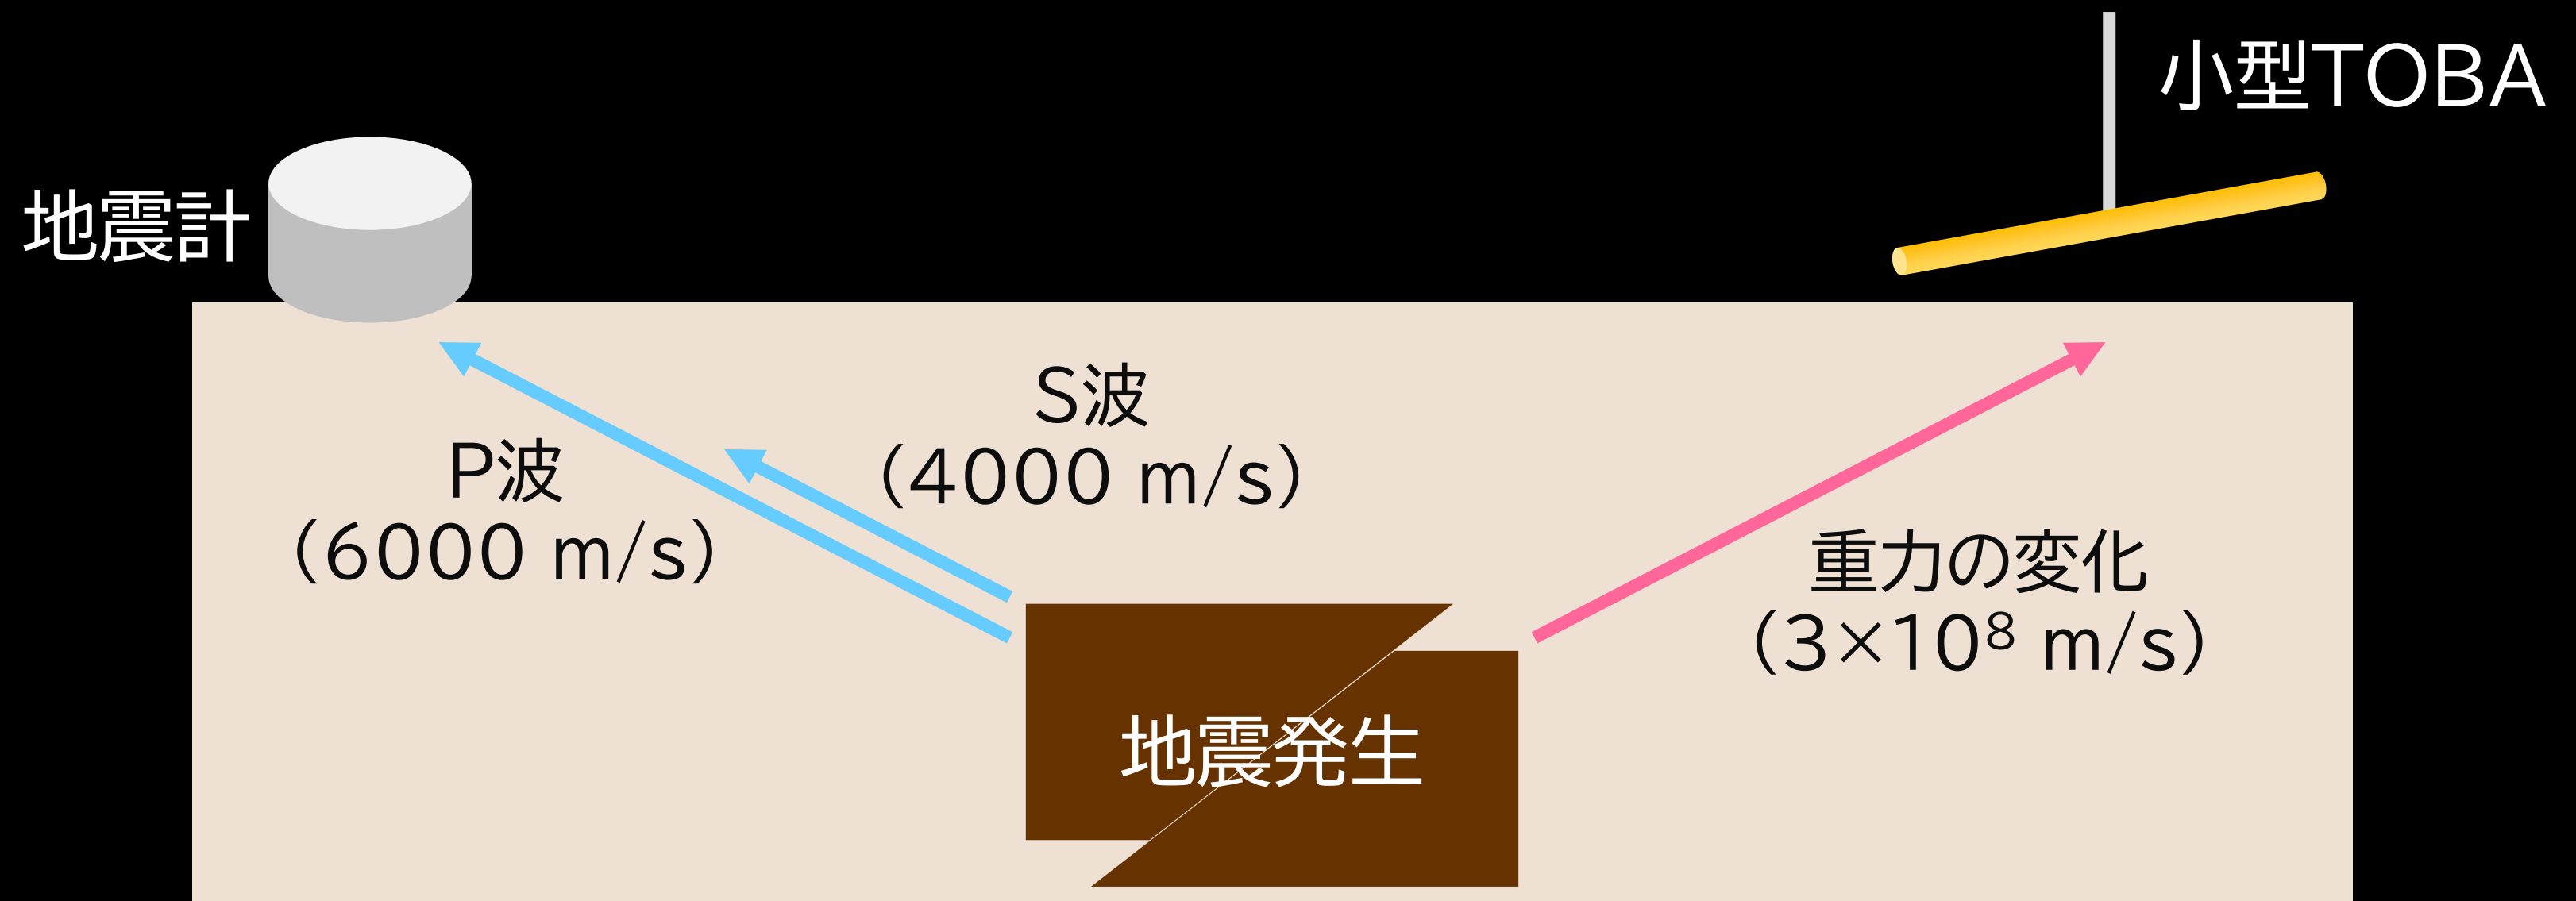 小型TOBA
地震計
S波
（4000 m/s）
P波
（6000 m/s）
重力の変化
（3×10⁸ m/s）
地震発生